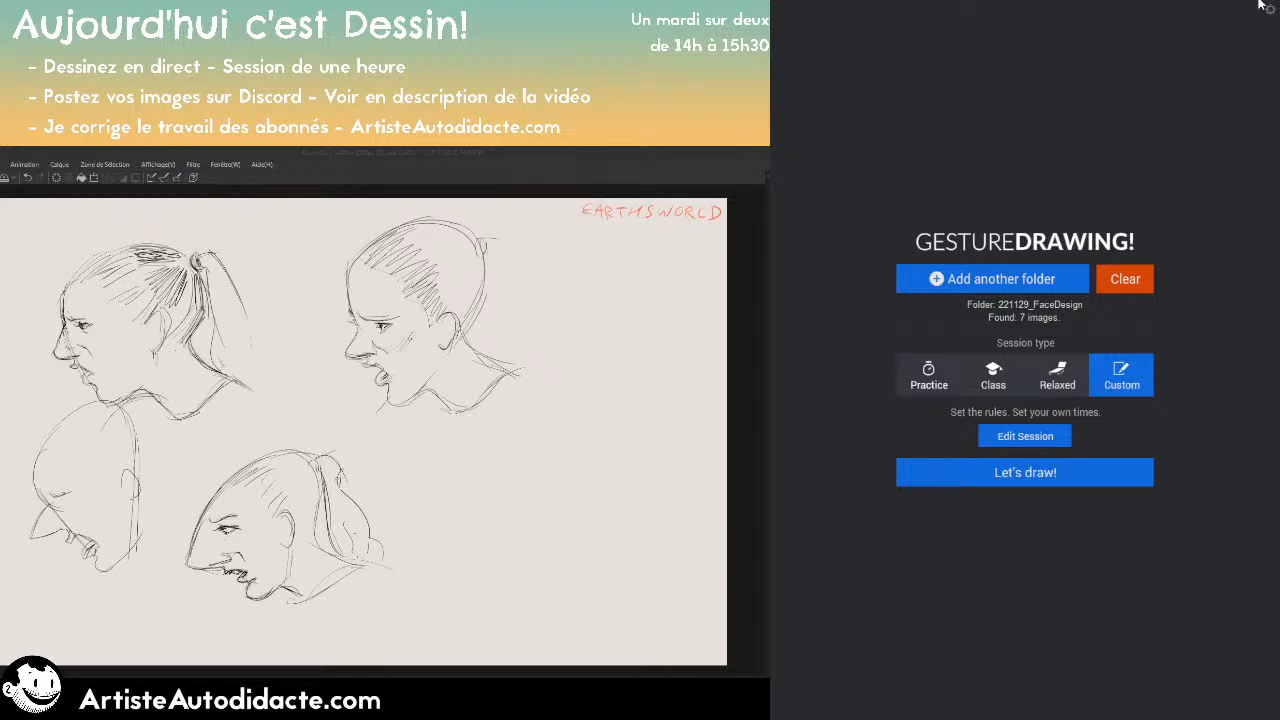 Aujourd'hui c'est Dessin!
Un mardi sur deux
de 14h à 15h30
- Dessinez en direct - Session de une heure
- Postez vos images sur Discord - Voir en description de la vidéo
- Je corrige le travail des abonnés - ArtisteAutodidacte.com
Animation Calque Zone de Sélection Affichage(V) Filtre Fenêtre(W) Aide(H)
EARTHSWORLD
GESTUREDRAWING!
Add another folder
Clear
Folder: 221129_FaceDesign
Found: 7 images.
Session type
Practice Class Relaxed Custom
Set the rules. Set your own times.
Edit Session
Let's draw!
ArtisteAutodidacte.com